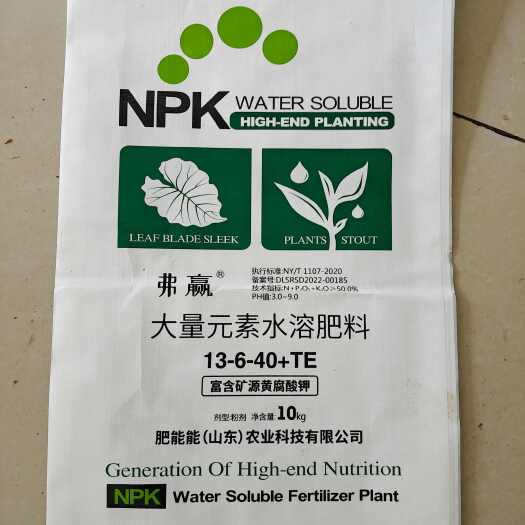 NPK WATER SOLUBLE
HIGH-END PLANTING
LEAF BLADE SLEEK
PLANTS STOUT
弗赢®
执行标准:NY/T 1107-2020
备案号:DLSRSD2022-00185
技术指标:N+P₂O₅+K₂O≥50.0%
PH值:3.0~9.0
大量元素水溶肥料
13-6-40+TE
富含矿源黄腐酸钾
剂型:粉剂 净含量:10kg
肥能能(山东)农业科技有限公司
Generation Of High-end Nutrition
NPK Water Soluble Fertilizer Plant